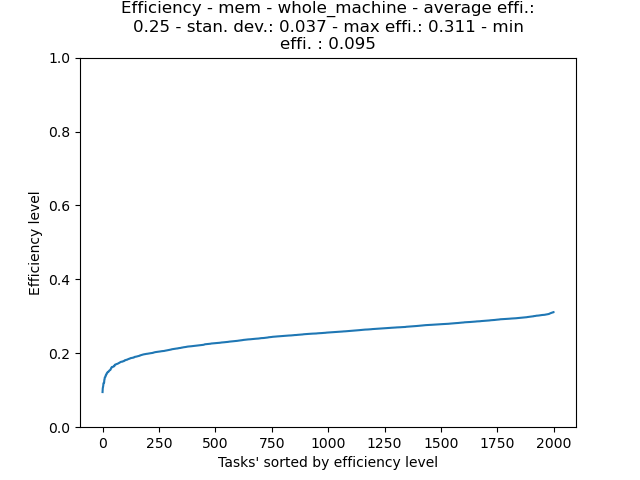 Efficiency - mem - whole_machine - average effi.:
0.25 - stan. dev.: 0.037 - max effi.: 0.311 - min
effi. : 0.095
1.0
0.8
0.6
0.4
0.2
0.0
Efficiency level
0 250 500 750 1000 1250 1500 1750 2000
Tasks' sorted by efficiency level